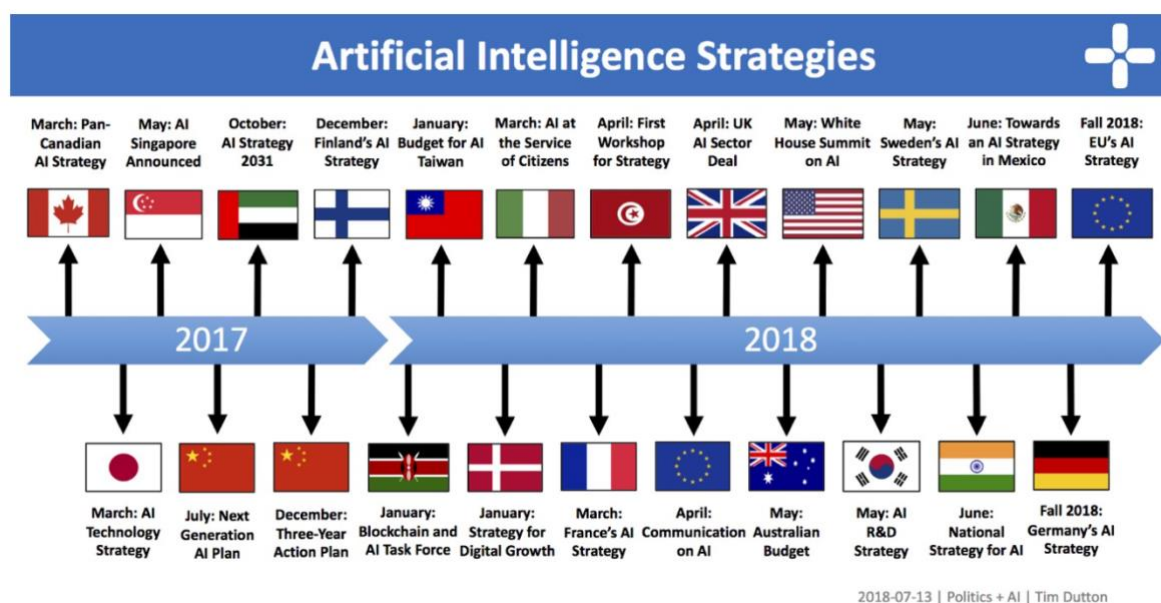 Artificial Intelligence Strategies
March: Pan-
Canadian
AI Strategy
May: AI
Singapore
Announced
October:
AI Strategy
2031
December:
Finland's AI
Strategy
January:
Budget for AI
Taiwan
March: AI at
the Service
of Citizens
April: First
Workshop
for Strategy
April: UK
AI Sector
Deal
May: White
House Summit
on AI
May:
Sweden's AI
Strategy
June: Towards
an AI Strategy
in Mexico
Fall 2018:
EU's AI
Strategy
2017
2018
March: AI
Technology
Strategy
July: Next
Generation
AI Plan
December:
Three-Year
Action Plan
January:
Blockchain and
AI Task Force
January:
Strategy for
Digital Growth
March:
France's AI
Strategy
April:
Communication
on AI
May:
Australian
Budget
May: AI
R&D
Strategy
June:
National
Strategy for AI
Fall 2018:
Germany's AI
Strategy
2018-07-13 | Politics + AI | Tim Dutton